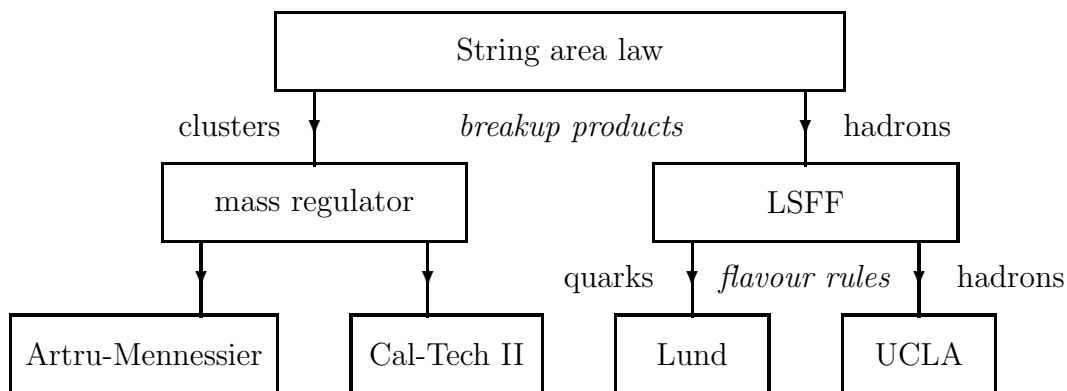 String area law
clusters
breakup products
hadrons
mass regulator
LSFF
quarks
flavour rules
hadrons
Artru-Mennessier
Cal-Tech II
Lund
UCLA